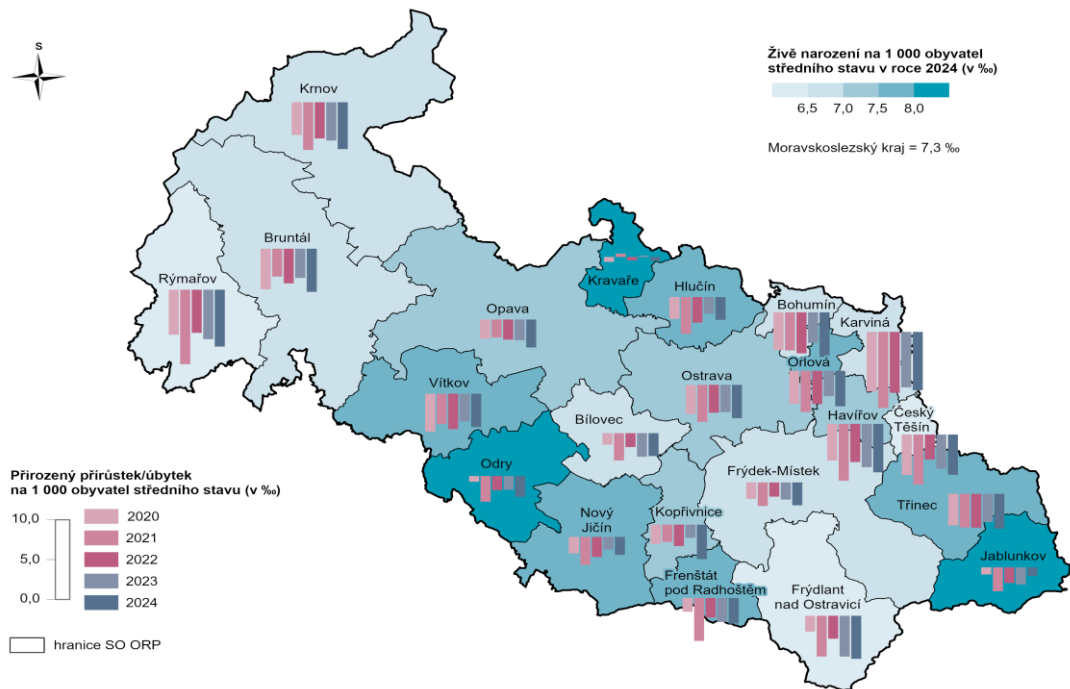 S
Živě narození na 1 000 obyvatel
středního stavu v roce 2024 (v ‰)
6,5 7,0 7,5 8,0
Moravskoslezský kraj = 7,3 ‰
Krnov
Bruntál
Rýmařov
Kravaře
Hlučín
Opava
Bohumín
Karviná
Orlová
Vítkov
Ostrava
Bílovec
Havířov
Český
Těšín
Odry
Frýdek-Místek
Třinec
Nový
Jičín
Kopřivnice
Jablunkov
Frenštát
pod Radhoštěm
Frýdlant
nad Ostravicí
Přirozený přírůstek/úbytek
na 1 000 obyvatel středního stavu (v ‰)
10,0
5,0
0,0
2020
2021
2022
2023
2024
hranice SO ORP